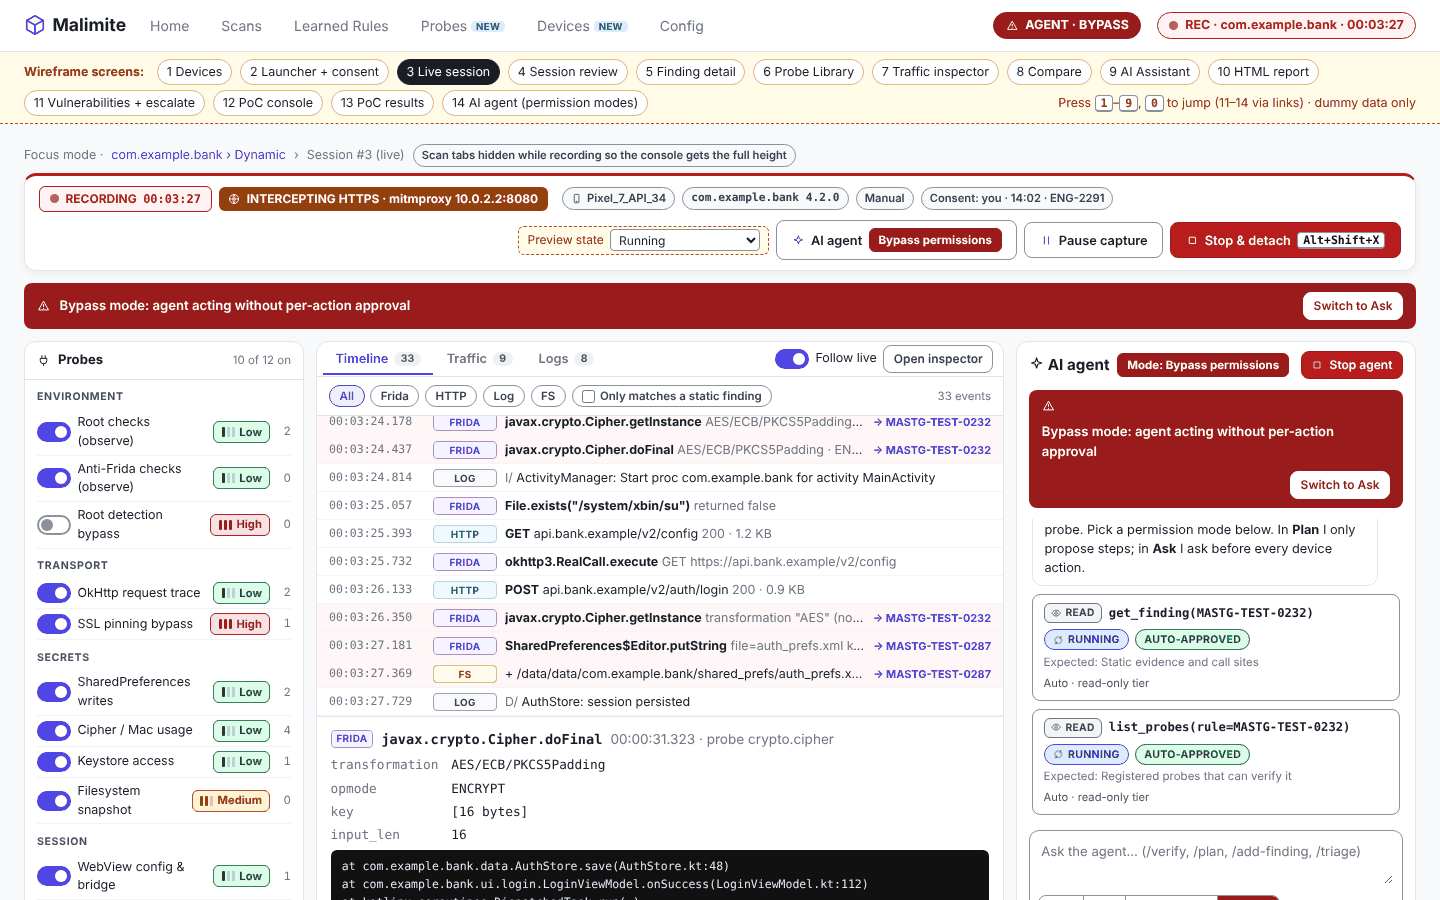 Malimite Home Scans Learned Rules Probes NEW Devices NEW Config AGENT · BYPASS REC · com.example.bank · 00:03:27
Wireframe screens: 1 Devices 2 Launcher + consent 3 Live session 4 Session review 5 Finding detail 6 Probe Library 7 Traffic inspector 8 Compare 9 AI Assistant 10 HTML report
11 Vulnerabilities + escalate 12 PoC console 13 PoC results 14 AI agent (permission modes) Press 1–9, 0 to jump (11–14 via links) · dummy data only
Focus mode · com.example.bank › Dynamic › Session #3 (live) Scan tabs hidden while recording so the console gets the full height
RECORDING 00:03:27 INTERCEPTING HTTPS · mitmproxy 10.0.2.2:8080 Pixel_7_API_34 com.example.bank 4.2.0 Manual Consent: you · 14:02 · ENG-2291
Preview state Running AI agent Bypass permissions Pause capture Stop & detach Alt+Shift+X
Bypass mode: agent acting without per-action approval Switch to Ask
Probes 10 of 12 on
ENVIRONMENT
Root checks (observe) Low 2
Anti-Frida checks (observe) Low 0
Root detection bypass High 0
TRANSPORT
OkHttp request trace Low 2
SSL pinning bypass High 1
SECRETS
SharedPreferences writes Low 2
Cipher / Mac usage Low 4
Keystore access Low 1
Filesystem snapshot Medium 0
SESSION
WebView config & bridge Low 1
Timeline 33 Traffic 9 Logs 8 Follow live Open inspector
All Frida HTTP Log FS Only matches a static finding 33 events
00:03:24.178 FRIDA javax.crypto.Cipher.getInstance AES/ECB/PKCS5Padding... → MASTG-TEST-0232
00:03:24.437 FRIDA javax.crypto.Cipher.doFinal AES/ECB/PKCS5Padding · EN... → MASTG-TEST-0232
00:03:24.814 LOG I/ ActivityManager: Start proc com.example.bank for activity MainActivity
00:03:25.057 FRIDA File.exists("/system/xbin/su") returned false
00:03:25.393 HTTP GET api.bank.example/v2/config 200 · 1.2 KB
00:03:25.733 FRIDA okhttp3.RealCall.execute GET https://api.bank.example/v2/config
00:03:26.132 HTTP POST api.bank.example/v2/auth/login 200 · 0.9 KB
00:03:26.350 FRIDA javax.crypto.Cipher.getInstance transformation "AES" (no... → MASTG-TEST-0232
00:03:27.181 FRIDA SharedPreferences$Editor.putString file=auth_prefs.xml k... → MASTG-TEST-0287
00:03:27.369 FS + /data/data/com.example.bank/shared_prefs/auth_prefs.x... → MASTG-TEST-0287
00:03:27.729 LOG D/ AuthStore: session persisted
FRIDA javax.crypto.Cipher.doFinal 00:00:31.323 · probe crypto.cipher
transformation AES/ECB/PKCS5Padding
opmode ENCRYPT
key [16 bytes]
input_len 16
at com.example.bank.data.AuthStore.save(AuthStore.kt:48)
at com.example.bank.ui.login.LoginViewModel.onSuccess(LoginViewModel.kt:112)
AI agent Mode: Bypass permissions Stop agent
Bypass mode: agent acting without per-action
approval
Switch to Ask
probe. Pick a permission mode below. In Plan I only
propose steps; in Ask I ask before every device
action.
READ get_finding(MASTG-TEST-0232)
RUNNING AUTO-APPROVED
Expected: Static evidence and call sites
Auto · read-only tier
READ list_probes(rule=MASTG-TEST-0232)
RUNNING AUTO-APPROVED
Expected: Registered probes that can verify it
Auto · read-only tier
Ask the agent... (/verify, /plan, /add-finding, /triage)